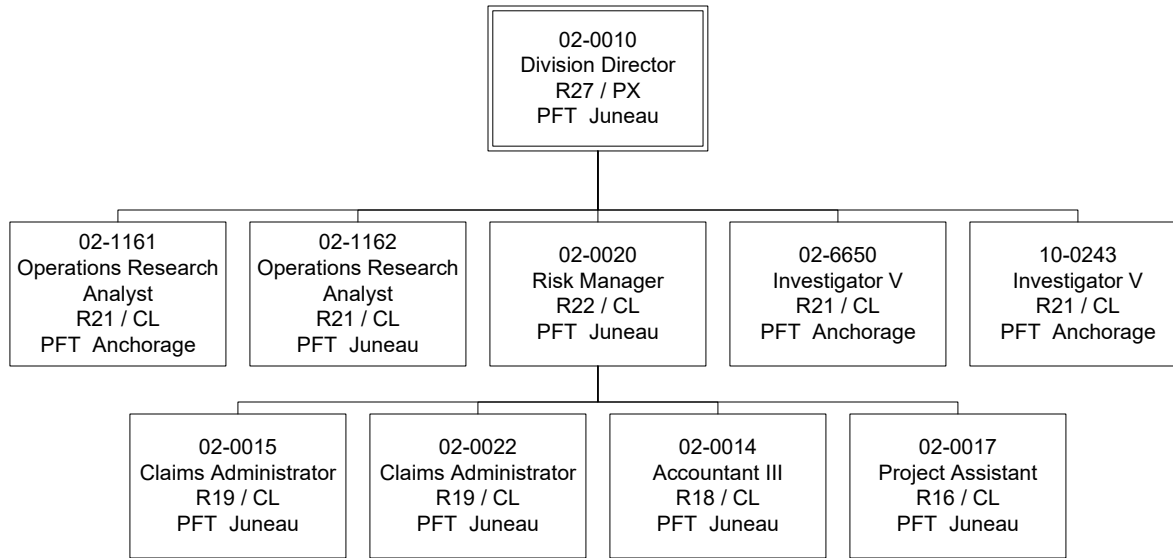 02-0010
Division Director
R27 / PX
PFT  Juneau
02-1161
Operations Research
Analyst
R21 / CL
PFT  Anchorage
02-1162
Operations Research
Analyst
R21 / CL
PFT  Juneau
02-0020
Risk Manager
R22 / CL
PFT  Juneau
02-6650
Investigator V
R21 / CL
PFT  Anchorage
10-0243
Investigator V
R21 / CL
PFT  Anchorage
02-0015
Claims Administrator
R19 / CL
PFT  Juneau
02-0022
Claims Administrator
R19 / CL
PFT  Juneau
02-0014
Accountant III
R18 / CL
PFT  Juneau
02-0017
Project Assistant
R16 / CL
PFT  Juneau